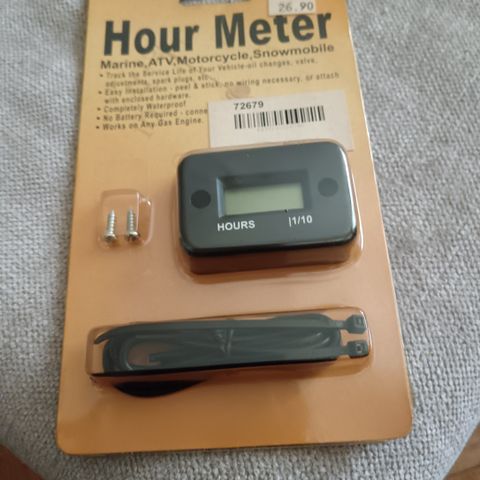 26.90
Hour Meter
Marine,ATV,Motorcycle,Snowmobile
• Track the Service Life of Your Vehicle-oil changes, valve
adjustments, spark plugs, etc.
• Easy Installation - peel & stick, no wiring necessary, or attach
with enclosed hardware.
• Completely Waterproof
• No Battery Required - conne
• Works on Any Gas Engine.
72679
HOURS |1/10